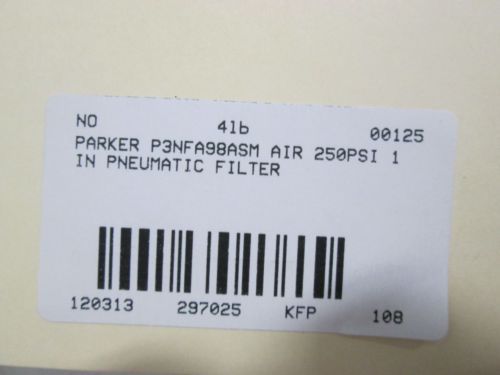 NO 4lb 00125
PARKER P3NFA98ASM AIR 250PSI 1
IN PNEUMATIC FILTER
120313 297025 KFP 108